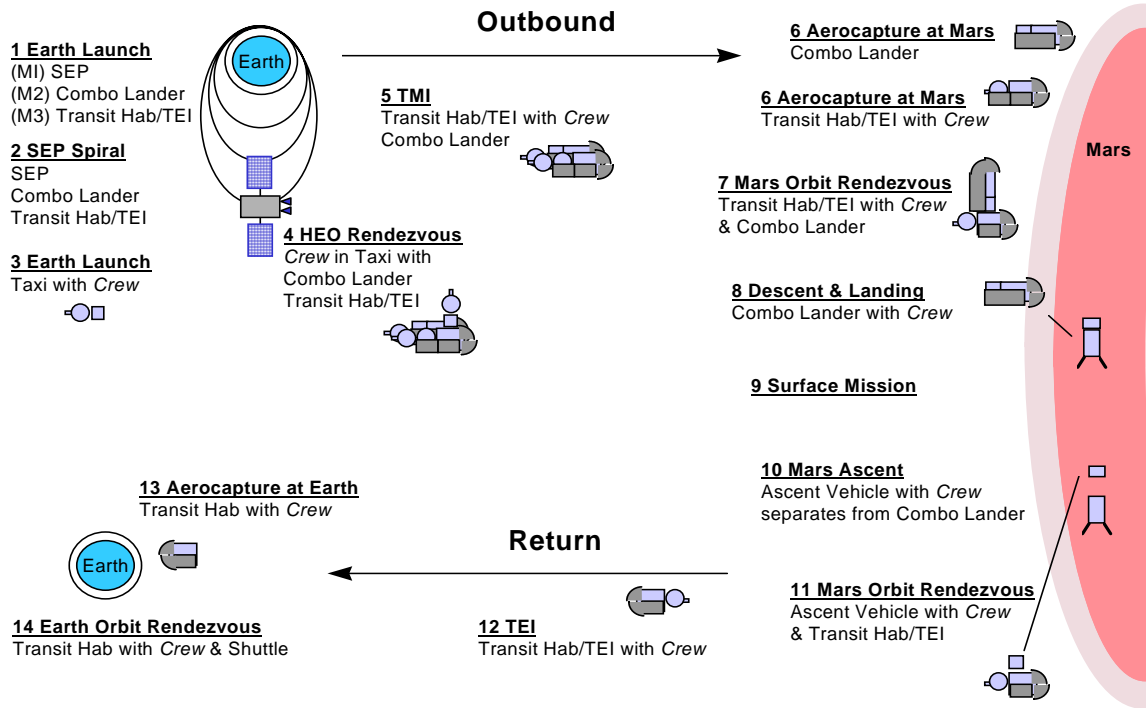 Outbound
1 Earth Launch
(MI) SEP
(M2) Combo Lander
(M3) Transit Hab/TEI
Earth
2 SEP Spiral
SEP
Combo Lander
Transit Hab/TEI
3 Earth Launch
Taxi with Crew
4 HEO Rendezvous
Crew in Taxi with
Combo Lander
Transit Hab/TEI
5 TMI
Transit Hab/TEI with Crew
Combo Lander
6 Aerocapture at Mars
Combo Lander
6 Aerocapture at Mars
Transit Hab/TEI with Crew
Mars
7 Mars Orbit Rendezvous
Transit Hab/TEI with Crew
& Combo Lander
8 Descent & Landing
Combo Lander with Crew
9 Surface Mission
10 Mars Ascent
Ascent Vehicle with Crew
separates from Combo Lander
11 Mars Orbit Rendezvous
Ascent Vehicle with Crew
& Transit Hab/TEI
Return
12 TEI
Transit Hab/TEI with Crew
13 Aerocapture at Earth
Transit Hab with Crew
Earth
14 Earth Orbit Rendezvous
Transit Hab with Crew & Shuttle